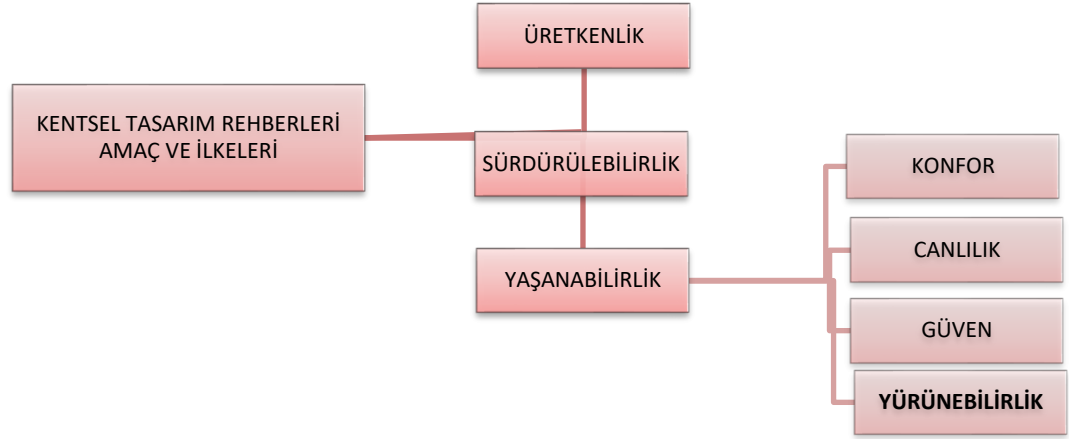 KENTSEL TASARIM REHBERLERİ
AMAÇ VE İLKELERİ
ÜRETKENLİK
SÜRDÜRÜLEBİLİRLİK
YAŞANABİLİRLİK
KONFOR
CANLILIK
GÜVEN
YÜRÜNEBİLİRLİK